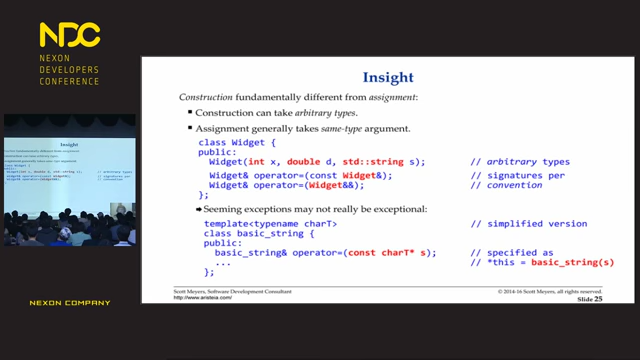 NDC
NEXON
DEVELOPERS
CONFERENCE
Insight
Construction fundamentally different from assignment:
▪ Construction can take arbitrary types.
▪ Assignment generally takes same-type argument.
class Widget {
public:
Widget(int x, double d, std::string s); // arbitrary types
Widget& operator=(const Widget&); // signatures per
Widget& operator=(Widget&&); // convention
};
➔ Seeming exceptions may not really be exceptional:
template<typename charT> // simplified version
class basic_string {
public:
basic_string& operator=(const charT* s); // specified as
... // *this = basic_string(s)
};
Scott Meyers, Software Development Consultant © 2014-16 Scott Meyers, all rights reserved.
http://www.aristeia.com/ Slide 25
Insight
NEXON COMPANY